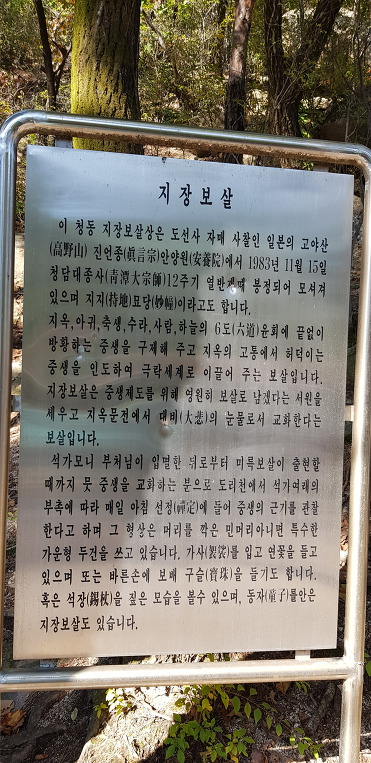 지장보살
이 청동 지장보살상은 도선사 자매 사찰인 일본의 고야산
(高野山) 진언종(眞言宗)안양원(安養院)에서 1983년 11월 15일
청담대종사(靑潭大宗師)12주기 열반재때 봉정되어 모셔져
있으며 지지(持地)묘당(妙幢)이라고도 합니다.
지옥,아귀,축생,수라,사람,하늘의 6도(六道)윤회에 끝없이
방황하는 중생을 구제해 주고 지옥의 고통에서 허덕이는
중생을 인도하여 극락세계로 이끌어 주는 보살입니다.
지장보살은 중생제도를 위해 영원히 보살로 남겠다는 서원을
세우고 지옥문전에서 대비(大悲)의 눈물로서 교화한다는
보살입니다.
석가모니 부처님이 입멸한 뒤로부터 미륵보살이 출현할
때까지 뭇 중생을 교화하는 분으로 도리천에서 석가여래의
부촉에 따라 매일 아침 선정(禪定)에 들어 중생의 근기를 관찰
한다고 하며 그 형상은 머리를 깍은 민머리아니면 특수한
가운형 두건을 쓰고 있습니다. 가사(袈裟)를 입고 연꽃을 들고
있으며 또는 바른손에 보배 구슬(寶珠)을 들기도 합니다.
혹은 석장(錫杖)을 짚은 모습을 볼수 있으며, 동자(童子)를안은
지장보살도 있습니다.